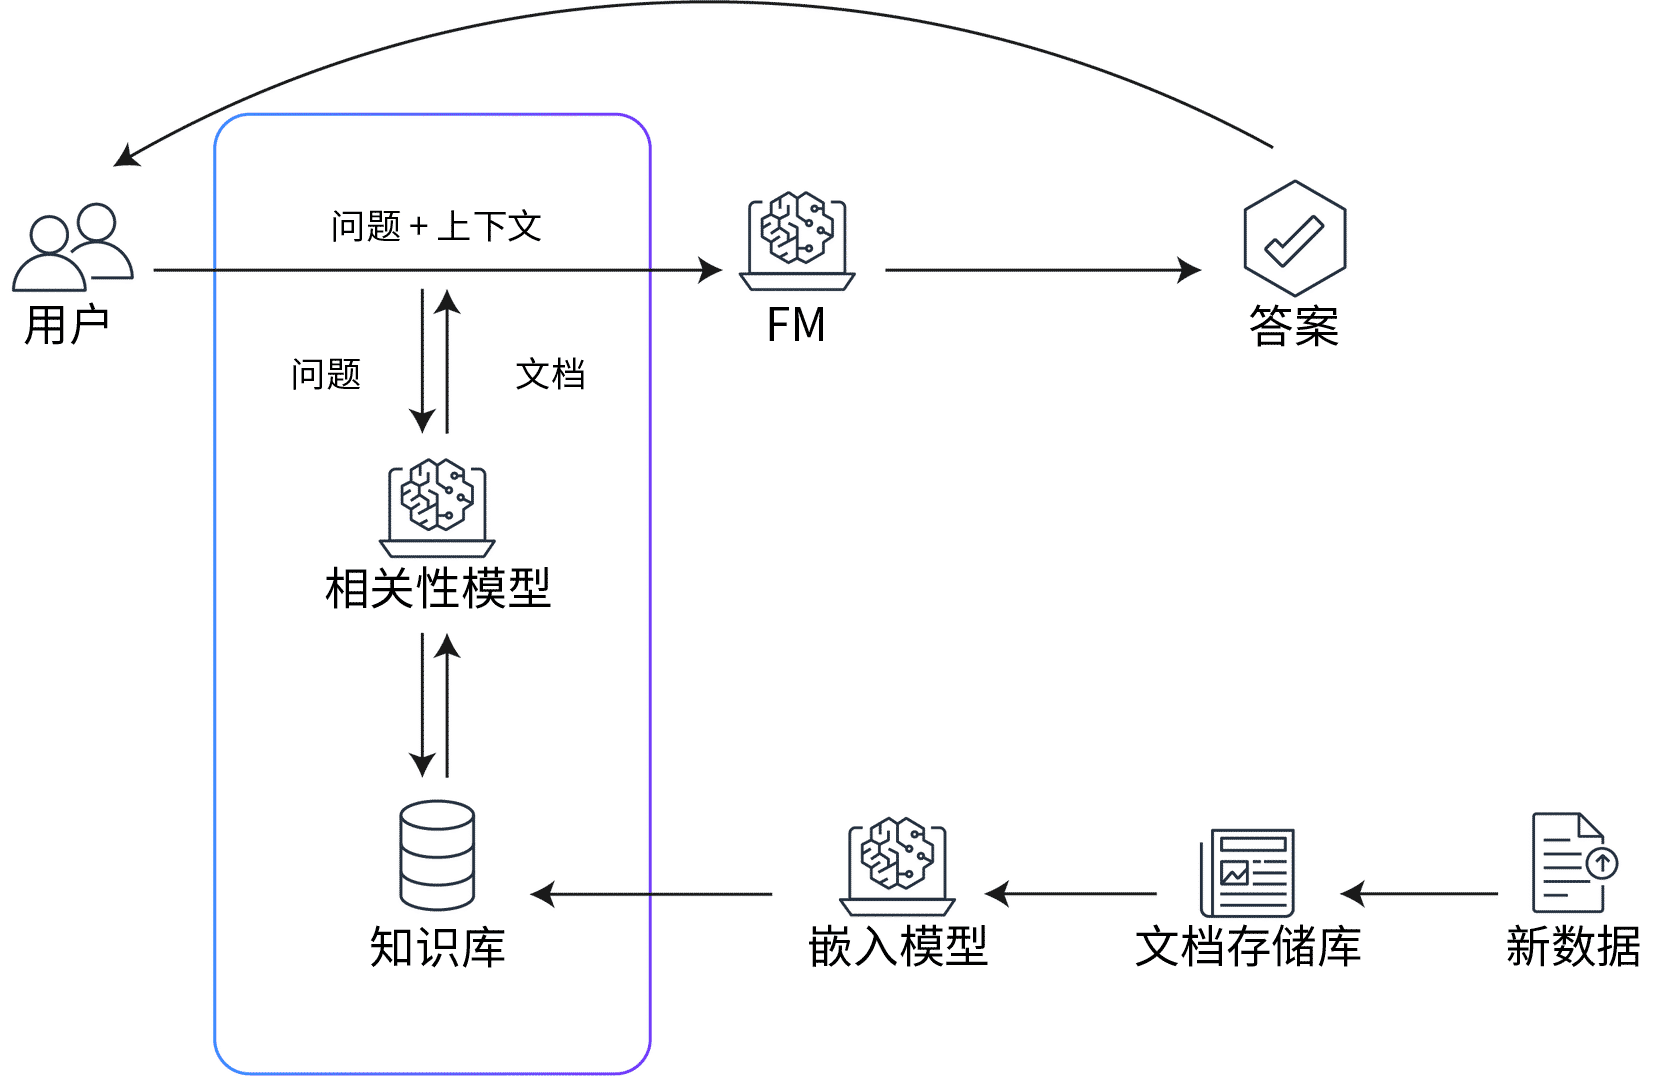 问题 + 上下文
用户
FM
答案
问题
文档
相关性模型
知识库
嵌入模型
文档存储库
新数据